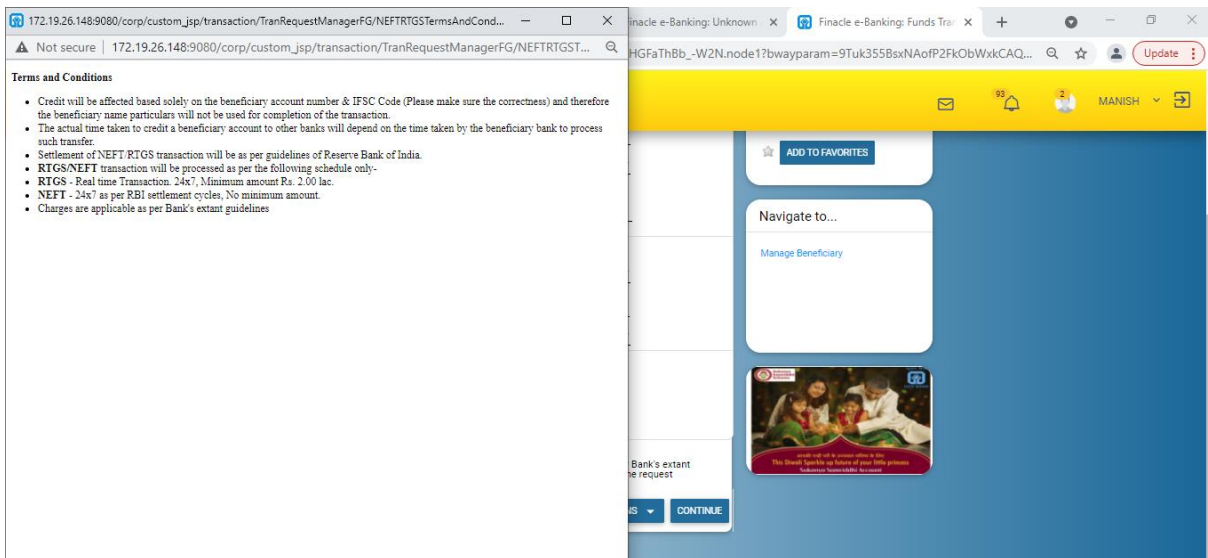 172.19.26.148:9080/corp/custom_jsp/transaction/TranRequestManagerFG/NEFTRTGSTermsAndCond...
Not secure | 172.19.26.148:9080/corp/custom_jsp/transaction/TranRequestManagerFG/NEFTRTGST...
Terms and Conditions
• Credit will be affected based solely on the beneficiary account number & IFSC Code (Please make sure the correctness) and therefore
the beneficiary name particulars will not be used for completion of the transaction.
• The actual time taken to credit a beneficiary account to other banks will depend on the time taken by the beneficiary bank to process
such transfer.
• Settlement of NEFT/RTGS transaction will be as per guidelines of Reserve Bank of India.
• RTGS/NEFT transaction will be processed as per the following schedule only-
• RTGS - Real time Transaction. 24x7, Minimum amount Rs. 2.00 lac.
• NEFT - 24x7 as per RBI settlement cycles, No minimum amount.
• Charges are applicable as per Bank's extant guidelines
inacle e-Banking: Unknown
Finacle e-Banking: Funds Tran
HGFaThBb_-W2N.node1?bwayparam=9Tuk355BsxNAofP2FkObWxkCAQ...
Update
93
2
MANISH
ADD TO FAVORITES
Navigate to...
Manage Beneficiary
This Diwali Sparkle up future of your little princess
Sukanya Samriddhi Account
Bank's extant
he request
NS
CONTINUE